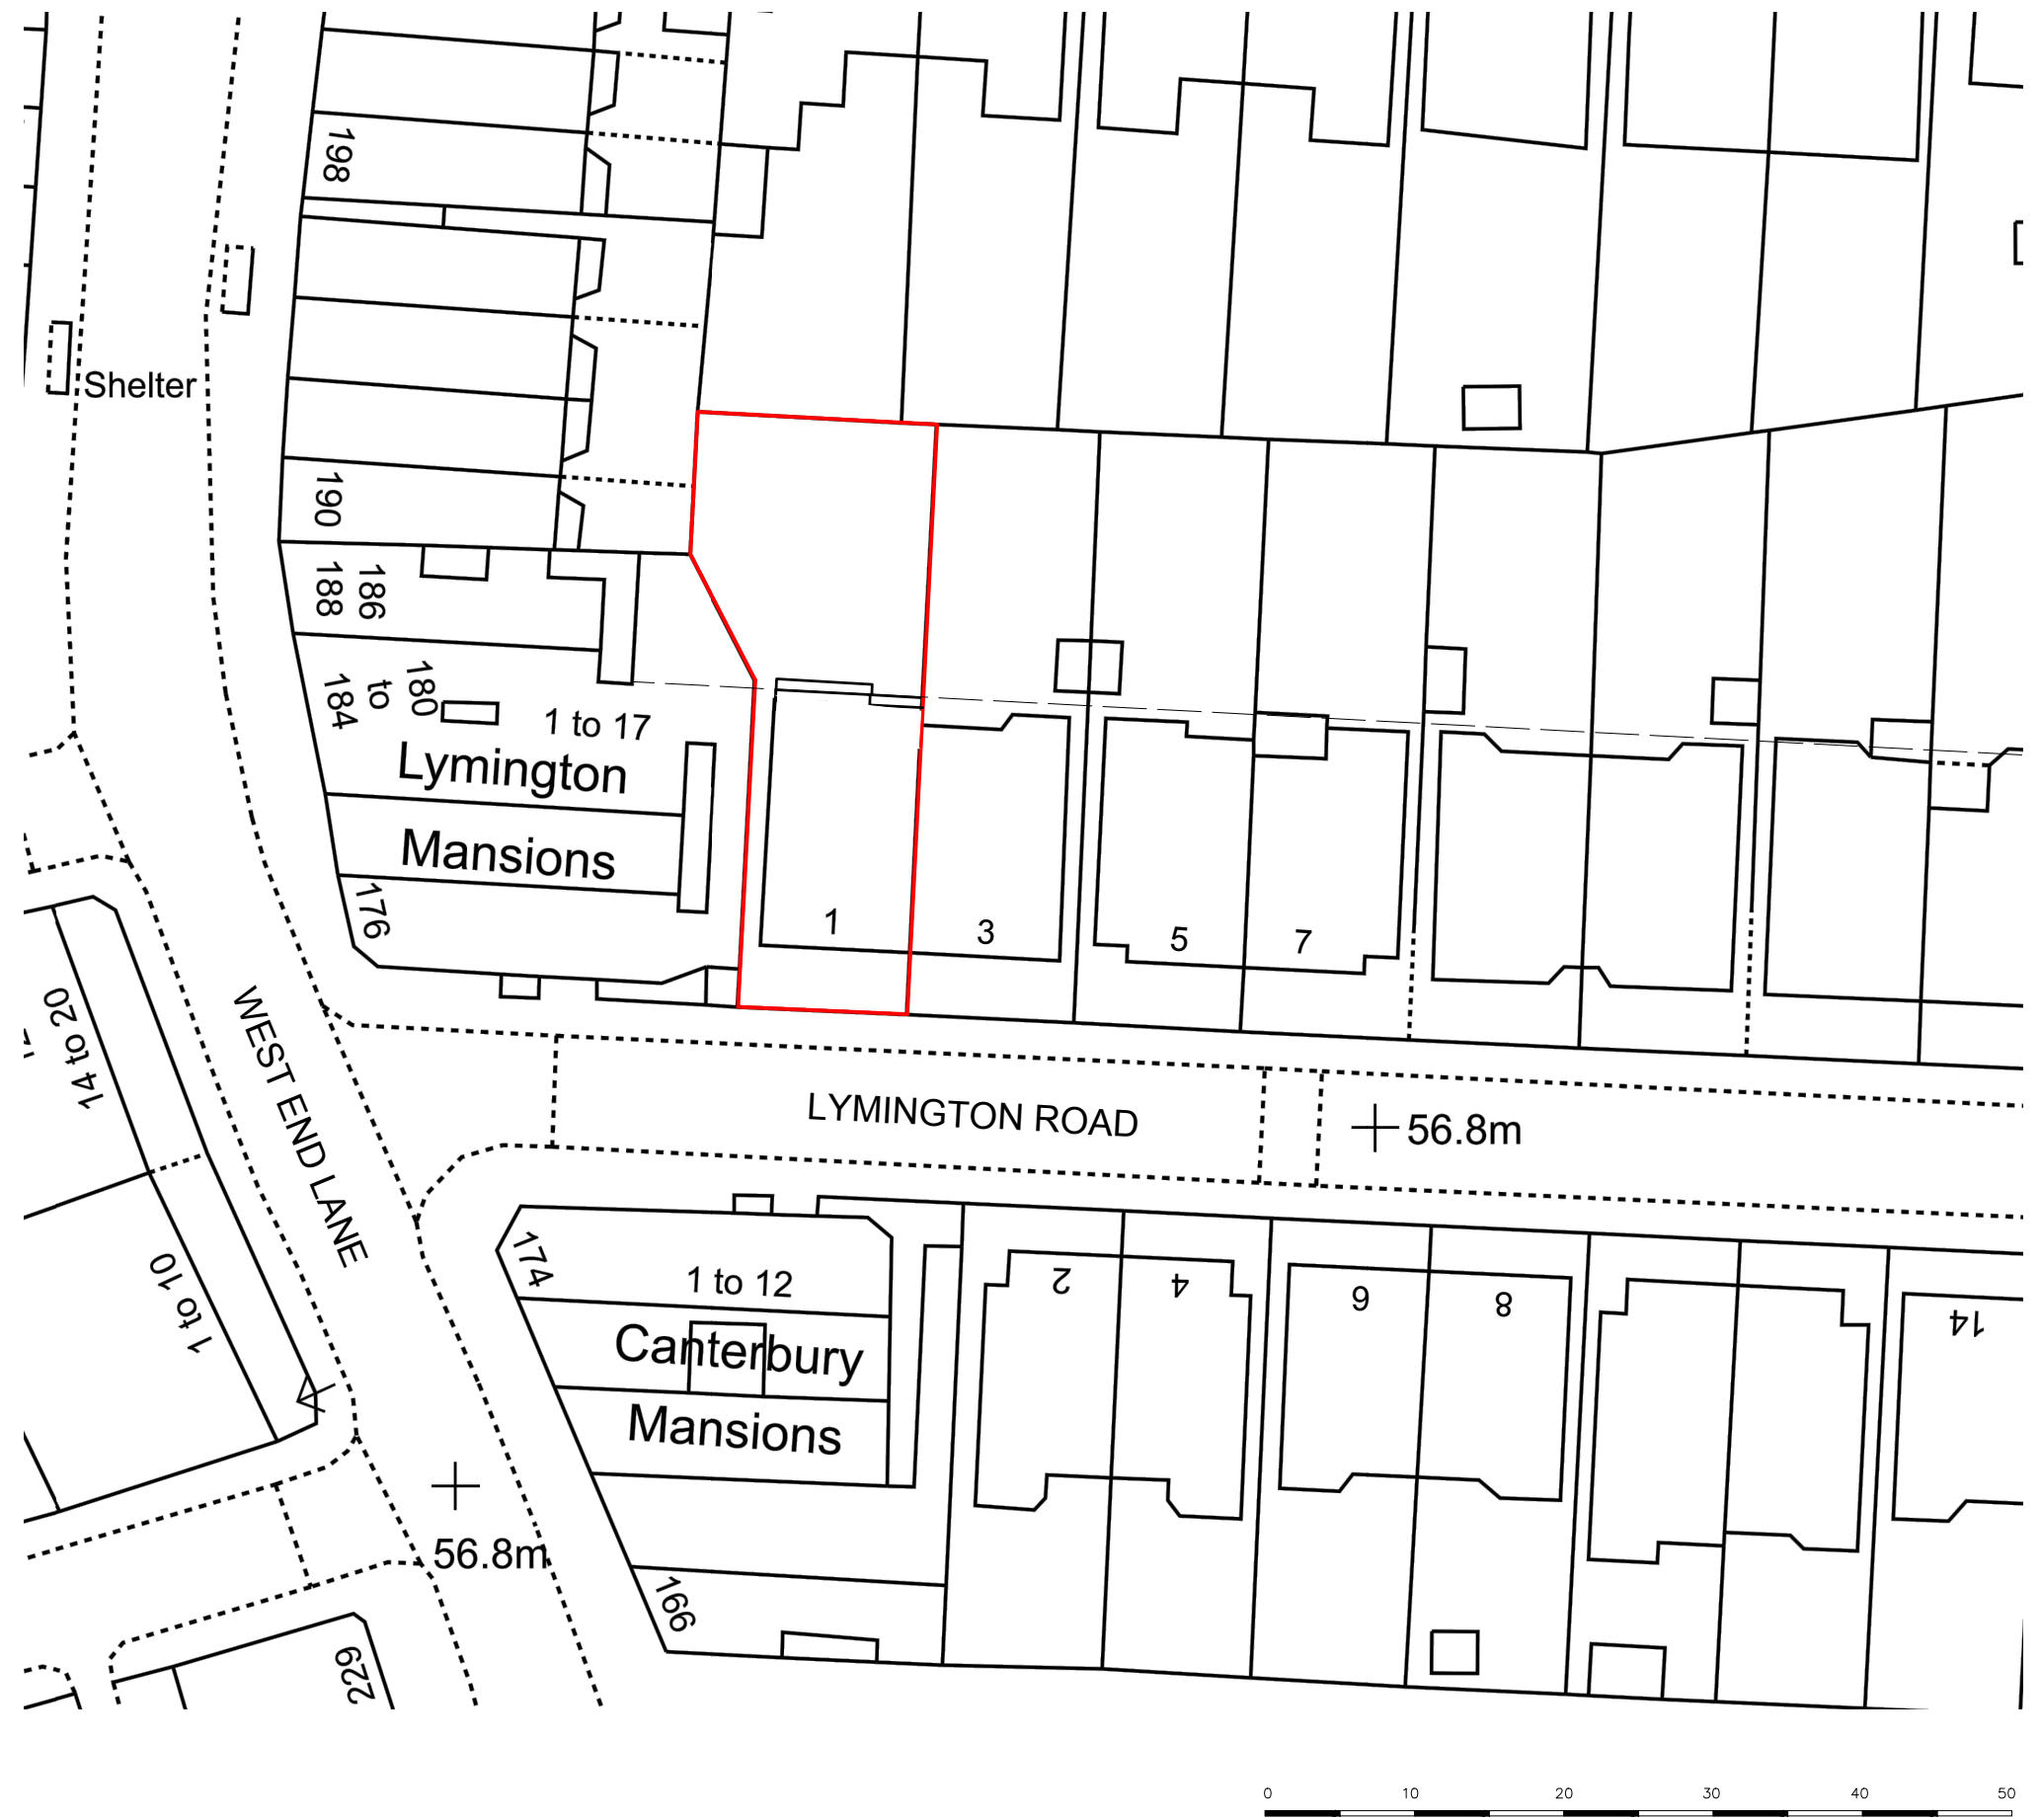 198
Shelter
190
188
186
184
to
180
1 to 17
Lymington
Mansions
176
1
3
5
7
14 to 20
WEST END LANE
LYMINGTON ROAD
56.8m
174
1 to 12
Canterbury
Mansions
2
4
6
8
14
1 to 10
56.8m
166
229
0 10 20 30 40 50